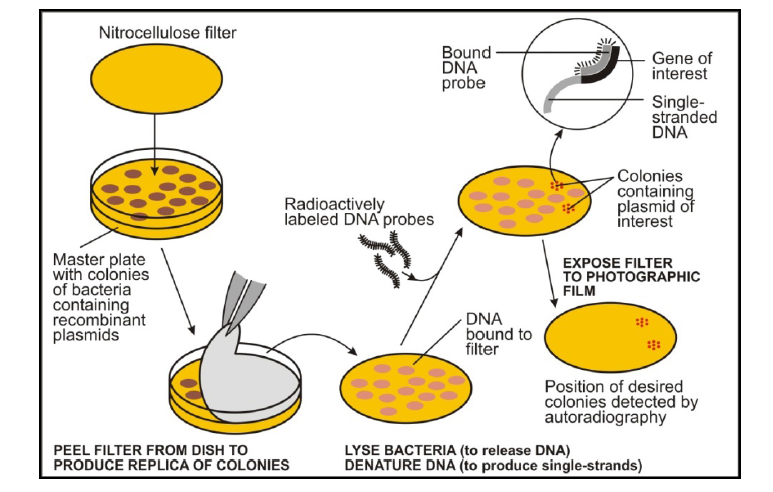 Nitrocellulose filter
Master plate
with colonies
of bacteria
containing
recombinant
plasmids
PEEL FILTER FROM DISH TO
PRODUCE REPLICA OF COLONIES
Radioactively
labeled DNA probes
DNA
bound to
filter
LYSE BACTERIA (to release DNA)
DENATURE DNA (to produce single-strands)
Bound
DNA
probe
Gene of
interest
Single-
stranded
DNA
Colonies
containing
plasmid of
interest
EXPOSE FILTER
TO PHOTOGRAPHIC
FILM
Position of desired
colonies detected by
autoradiography